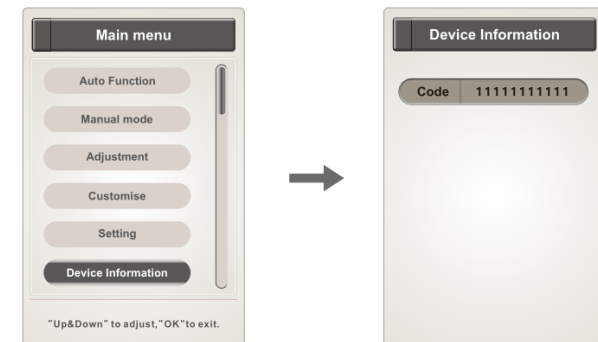 Main menu
Auto Function
Manual mode
Adjustment
Customise
Setting
Device Information
"Up&Down" to adjust,"OK"to exit.
Device Information
Code 11111111111